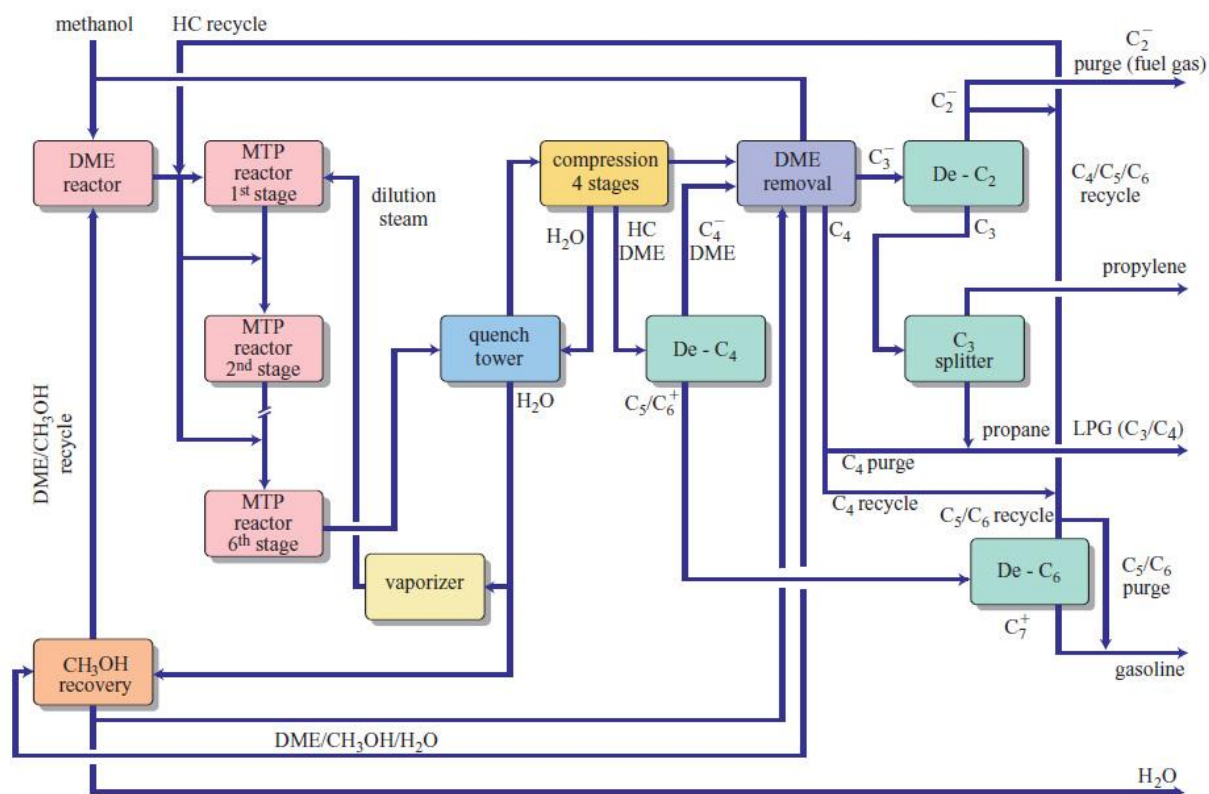 methanol
HC recycle
C₂⁻
purge (fuel gas)
C₂⁻
DME
reactor
MTP
reactor
1ˢᵗ stage
dilution
steam
compression
4 stages
DME
removal
C₃⁻
De - C₂
C₄/C₅/C₆
recycle
H₂O
HC
DME
C₄⁻
DME
C₄
C₃
propylene
MTP
reactor
2ⁿᵈ stage
quench
tower
De - C₄
C₃
splitter
H₂O
C₅/C₆⁺
DME/CH₃OH
recycle
propane
LPG (C₃/C₄)
C₄ purge
C₄ recycle
C₅/C₆ recycle
MTP
reactor
6ᵗʰ stage
vaporizer
De - C₆
C₅/C₆
purge
C₇⁺
gasoline
CH₃OH
recovery
DME/CH₃OH/H₂O
H₂O